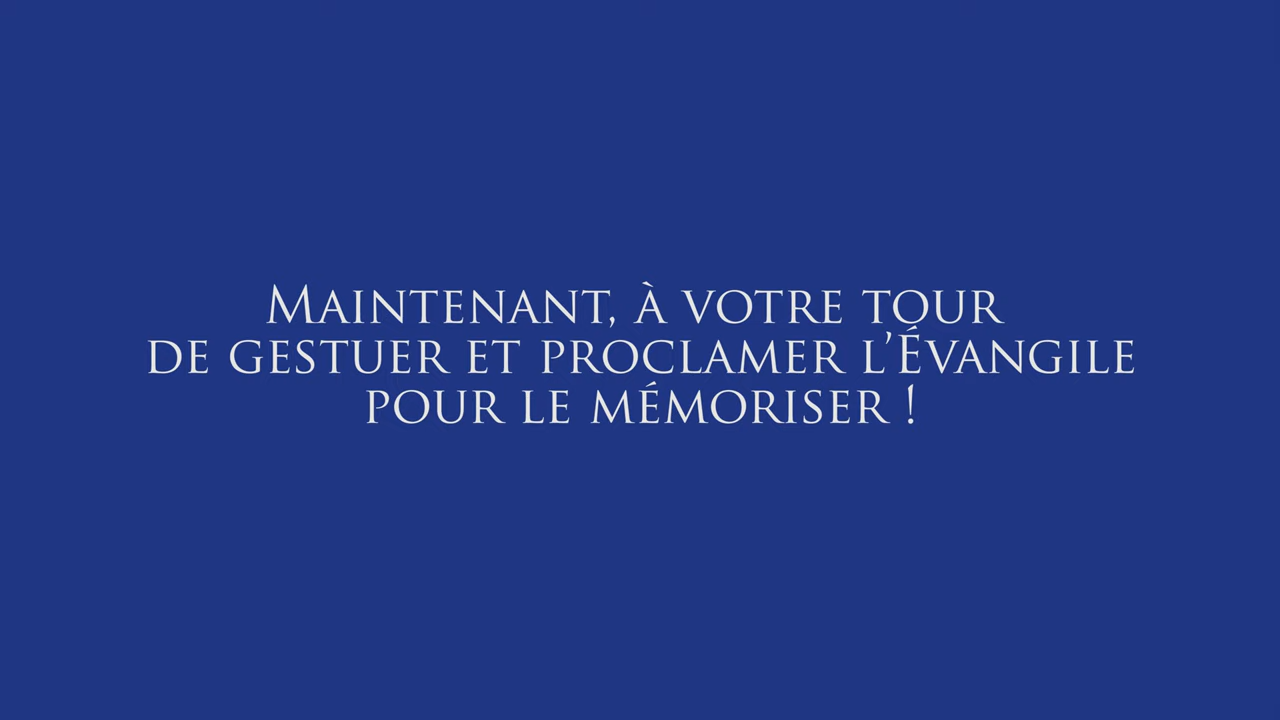 Maintenant, à votre tour
de gestuer et proclamer l’Évangile
pour le mémoriser !